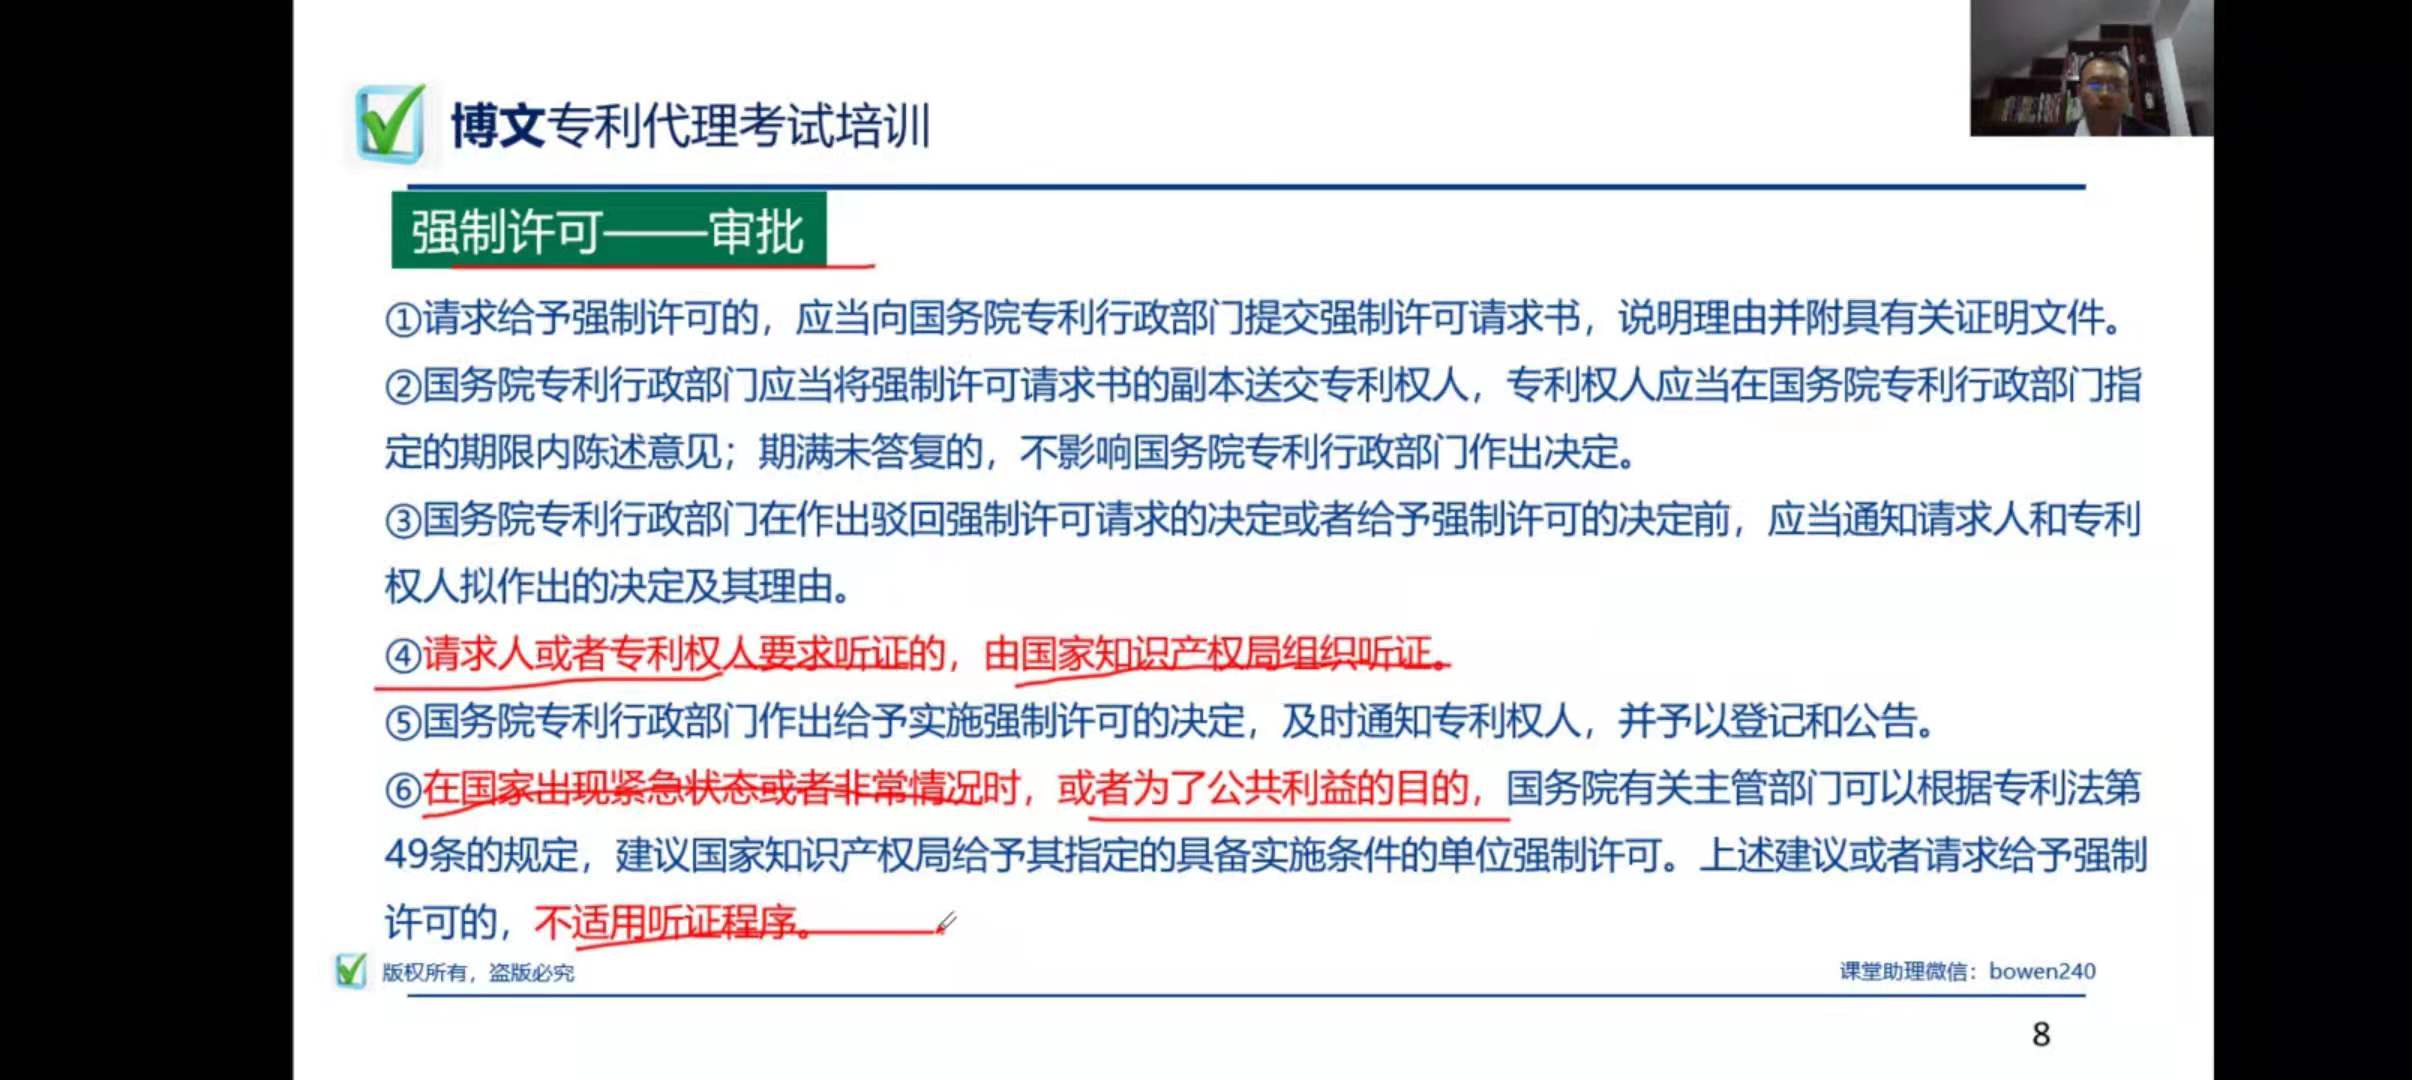 博文专利代理考试培训
强制许可——审批
①请求给予强制许可的，应当向国务院专利行政部门提交强制许可请求书，说明理由并附具有关证明文件。
②国务院专利行政部门应当将强制许可请求书的副本送交专利权人，专利权人应当在国务院专利行政部门指
定的期限内陈述意见；期满未答复的，不影响国务院专利行政部门作出决定。
③国务院专利行政部门在作出驳回强制许可请求的决定或者给予强制许可的决定前，应当通知请求人和专利
权人拟作出的决定及其理由。
④请求人或者专利权人要求听证的，由国家知识产权局组织听证。
⑤国务院专利行政部门作出给予实施强制许可的决定，及时通知专利权人，并予以登记和公告。
⑥在国家出现紧急状态或者非常情况时，或者为了公共利益的目的，国务院有关主管部门可以根据专利法第
49条的规定，建议国家知识产权局给予其指定的具备实施条件的单位强制许可。上述建议或者请求给予强制
许可的，不适用听证程序。
版权所有，盗版必究
课堂助理微信：bowen240
8